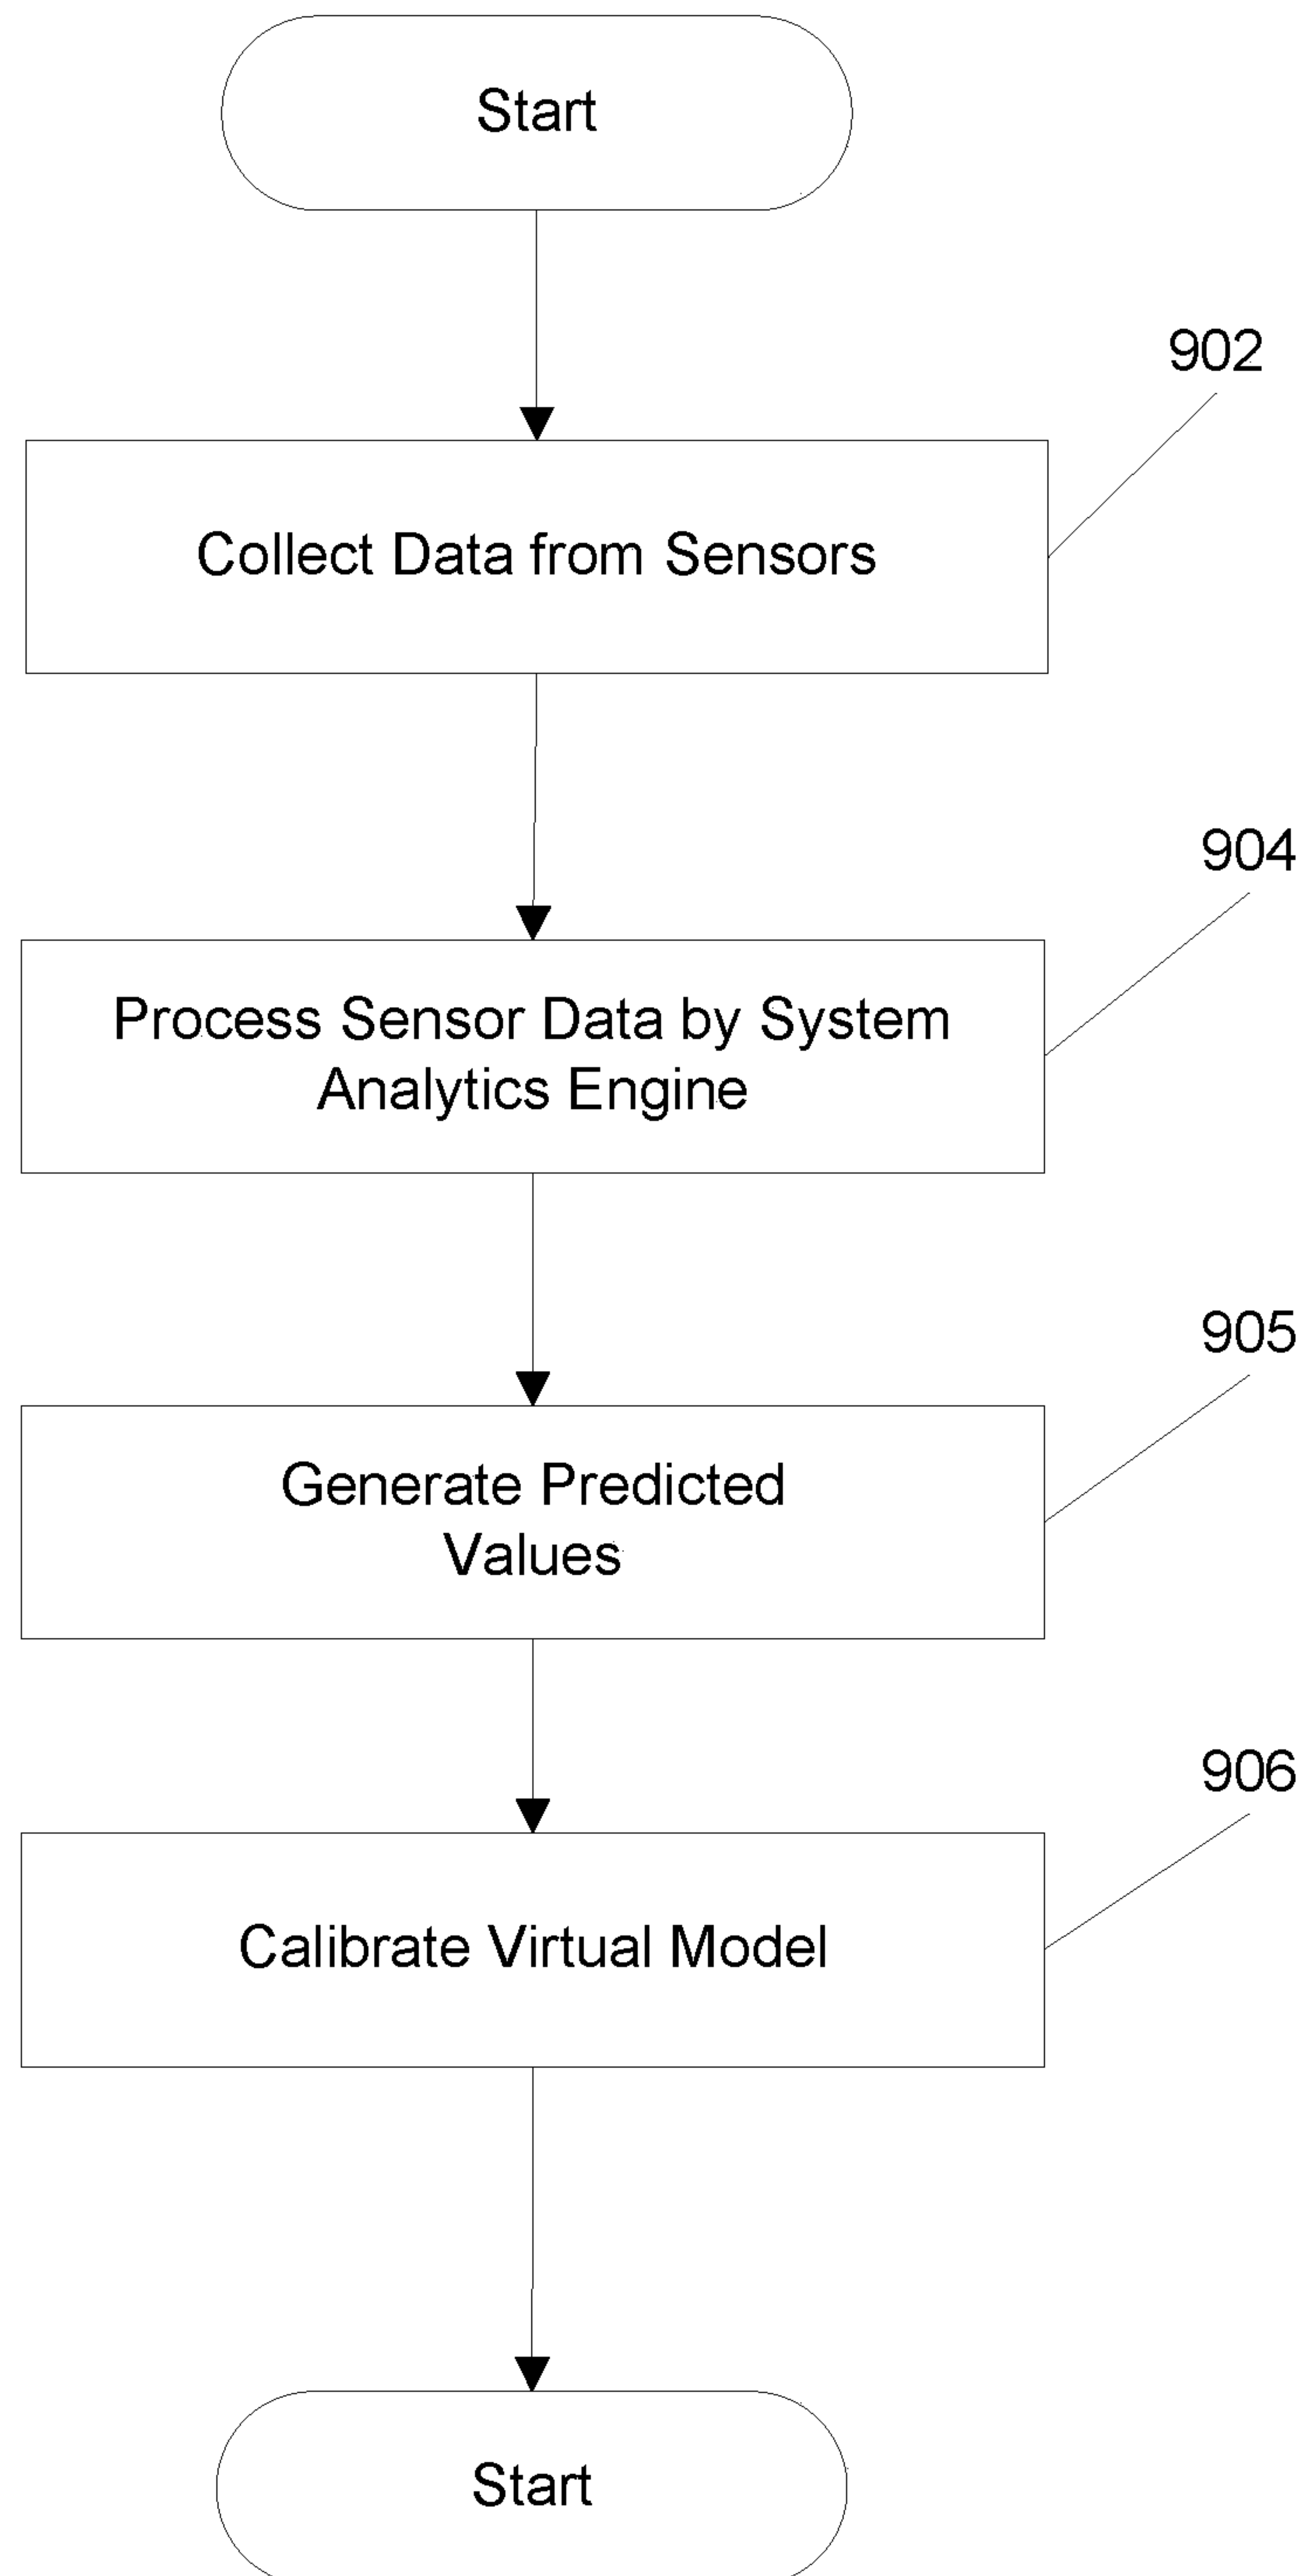 Start
902
Collect Data from Sensors
904
Process Sensor Data by System
Analytics Engine
905
Generate Predicted
Values
906
Calibrate Virtual Model
Start